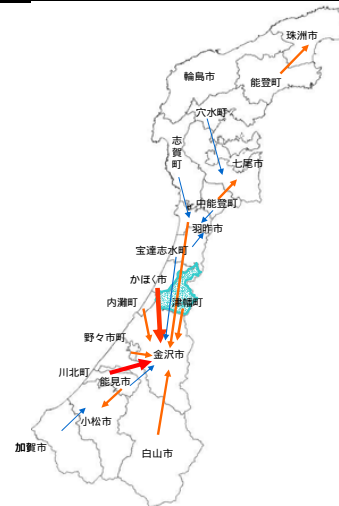 珠洲市
輪島市
能登町
穴水町
志賀町
七尾市
中能登町
羽咋市
宝達志水町
かほく市
内灘町
津幡町
野々市町
金沢市
川北町
能見市
小松市
加賀市
白山市